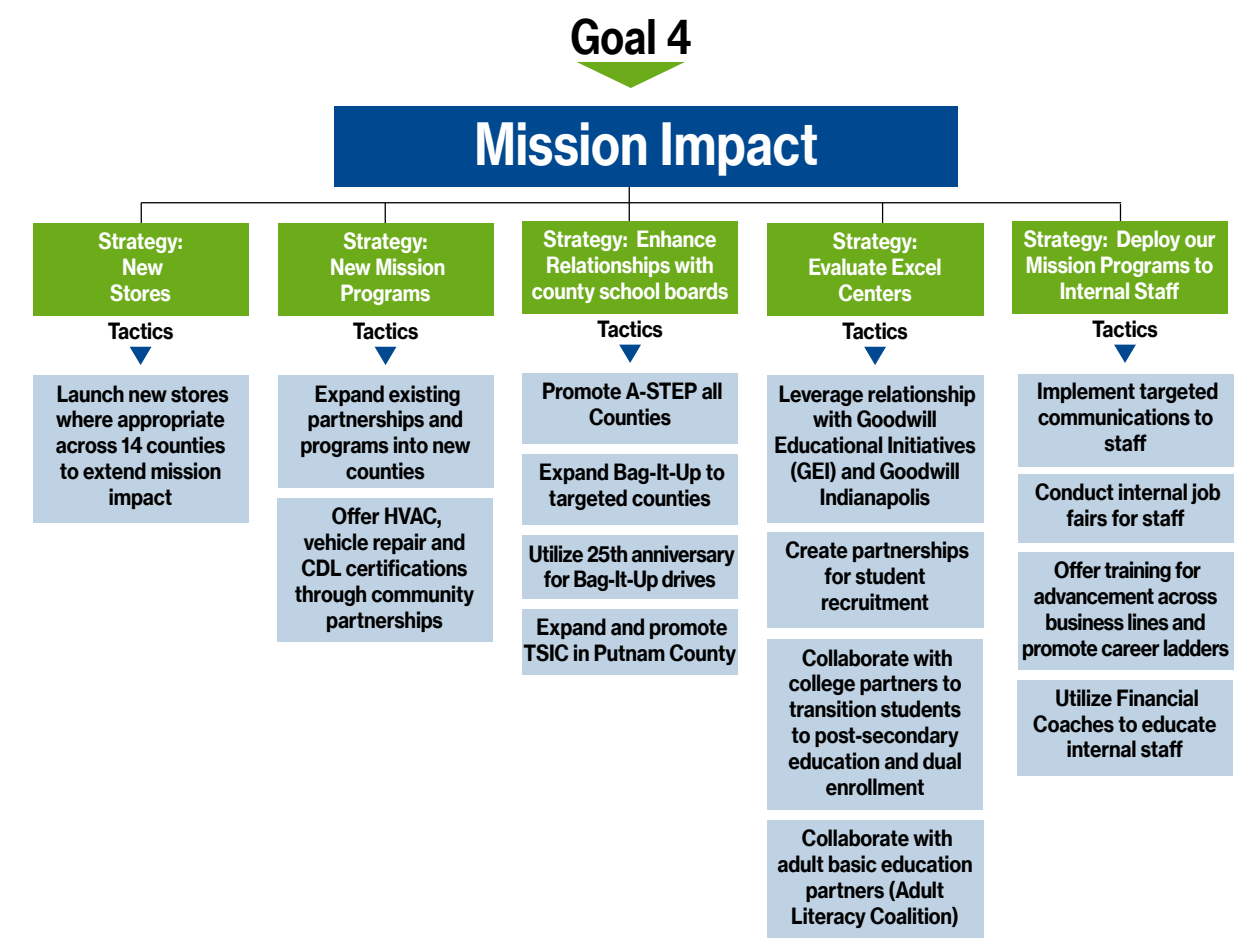 Goal 4
Mission Impact
Strategy:
New
Stores
Tactics
Launch new stores
where appropriate
across 14 counties
to extend mission
impact
Strategy:
New Mission
Programs
Tactics
Expand existing
partnerships and
programs into new
counties
Offer HVAC,
vehicle repair and
CDL certifications
through community
partnerships
Strategy: Enhance
Relationships with
county school boards
Tactics
Promote A-STEP all
Counties
Expand Bag-It-Up to
targeted counties
Utilize 25th anniversary
for Bag-It-Up drives
Expand and promote
TSIC in Putnam County
Strategy:
Evaluate Excel
Centers
Tactics
Leverage relationship
with Goodwill
Educational Initiatives
(GEI) and Goodwill
Indianapolis
Create partnerships
for student
recruitment
Collaborate with
college partners to
transition students
to post-secondary
education and dual
enrollment
Collaborate with
adult basic education
partners (Adult
Literacy Coalition)
Strategy: Deploy our
Mission Programs to
Internal Staff
Tactics
Implement targeted
communications to
staff
Conduct internal job
fairs for staff
Offer training for
advancement across
business lines and
promote career ladders
Utilize Financial
Coaches to educate
internal staff